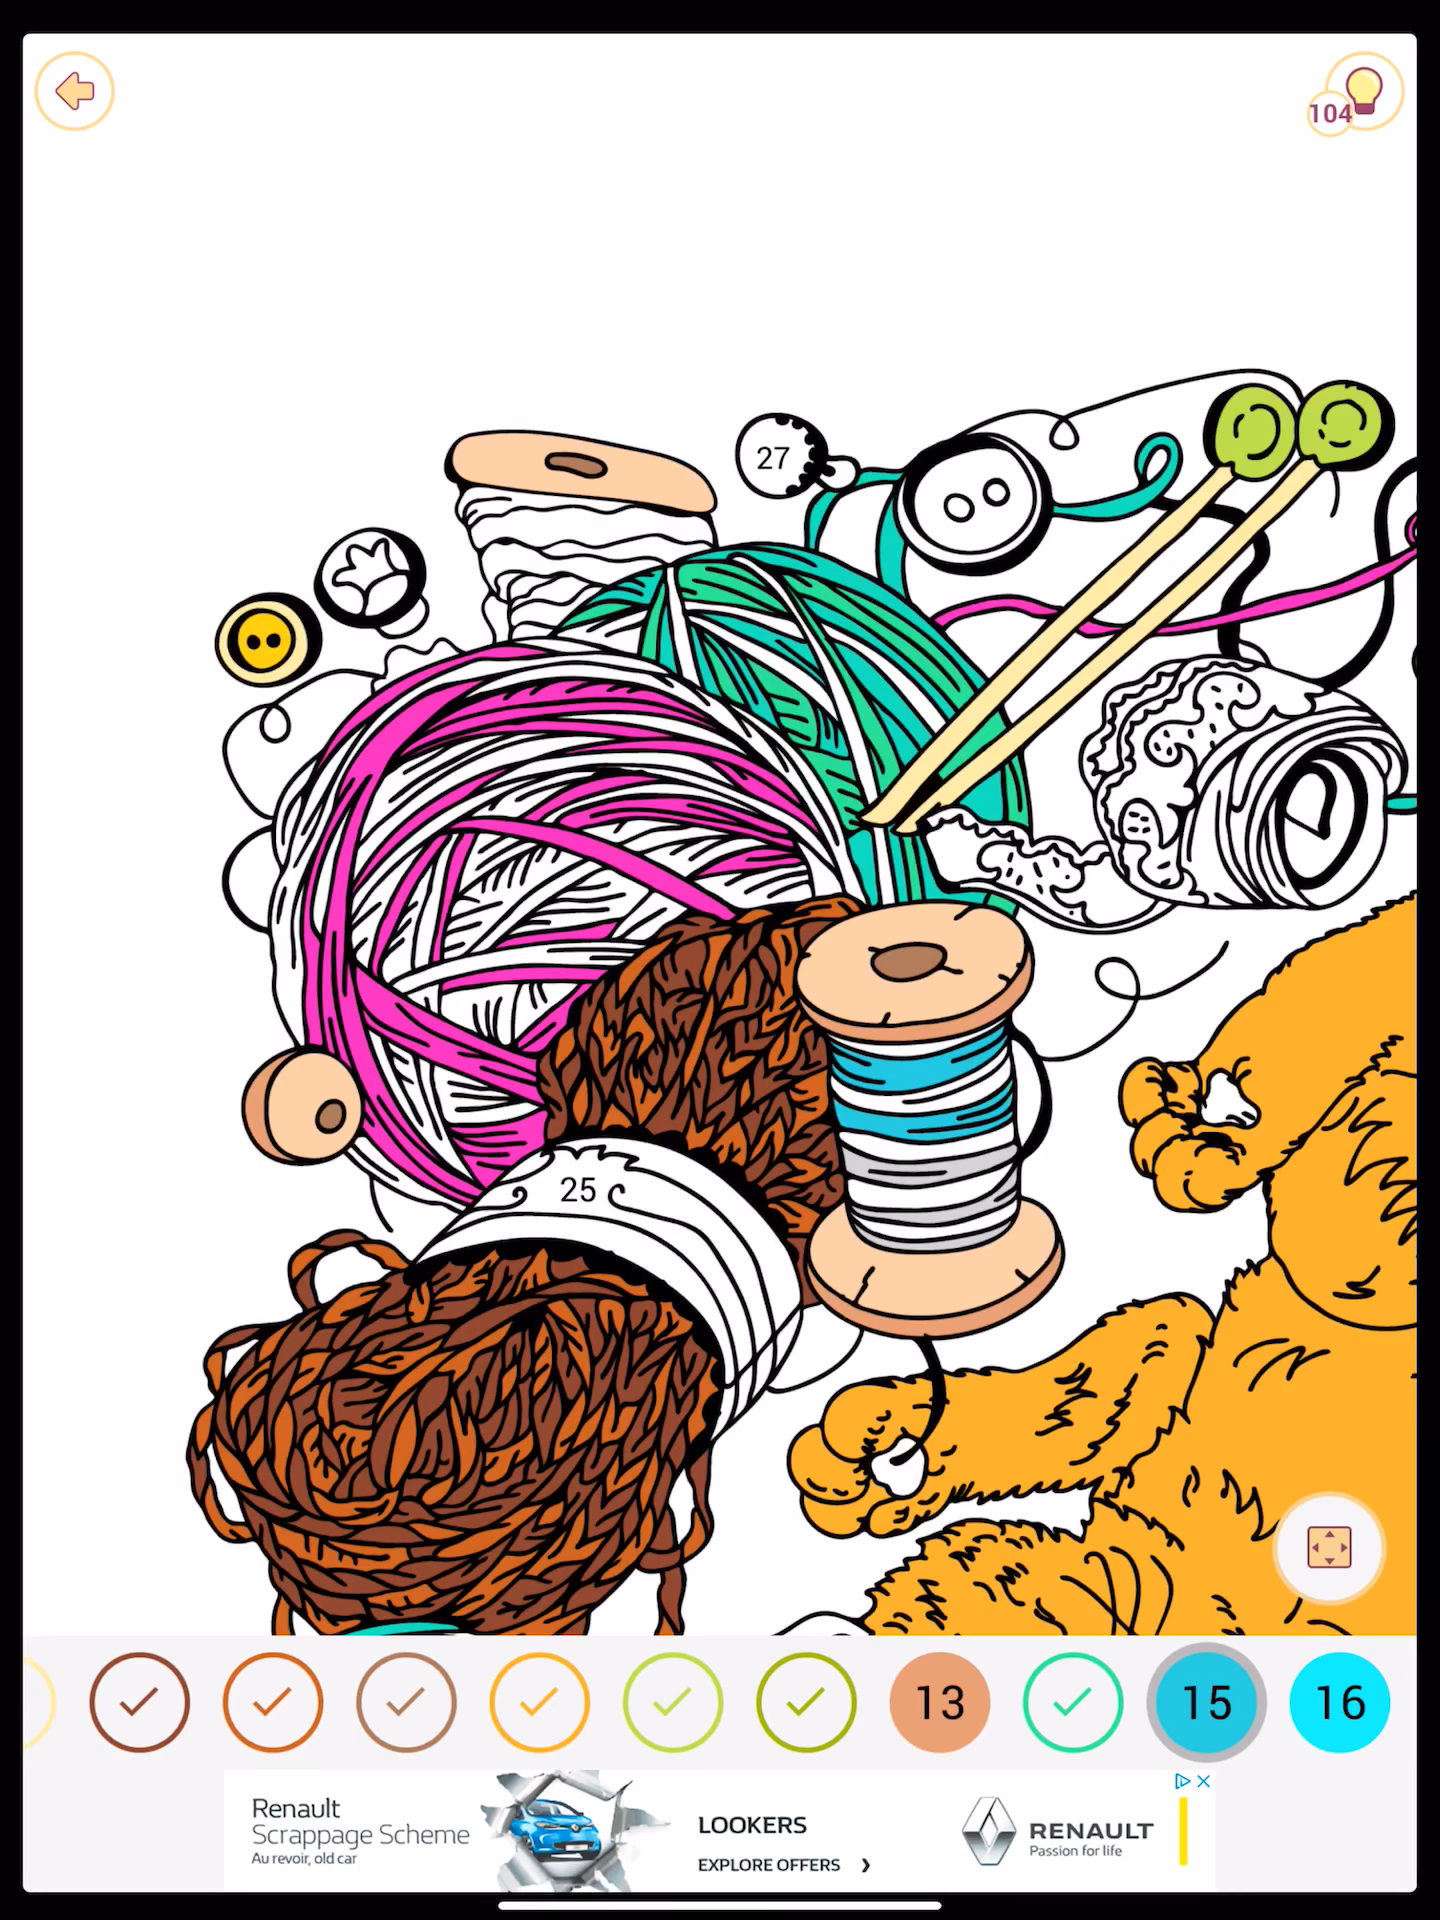 104
27
25
13
15
16
Renault
Scrappage Scheme
Au revoir, old car
LOOKERS
EXPLORE OFFERS
RENAULT
Passion for life